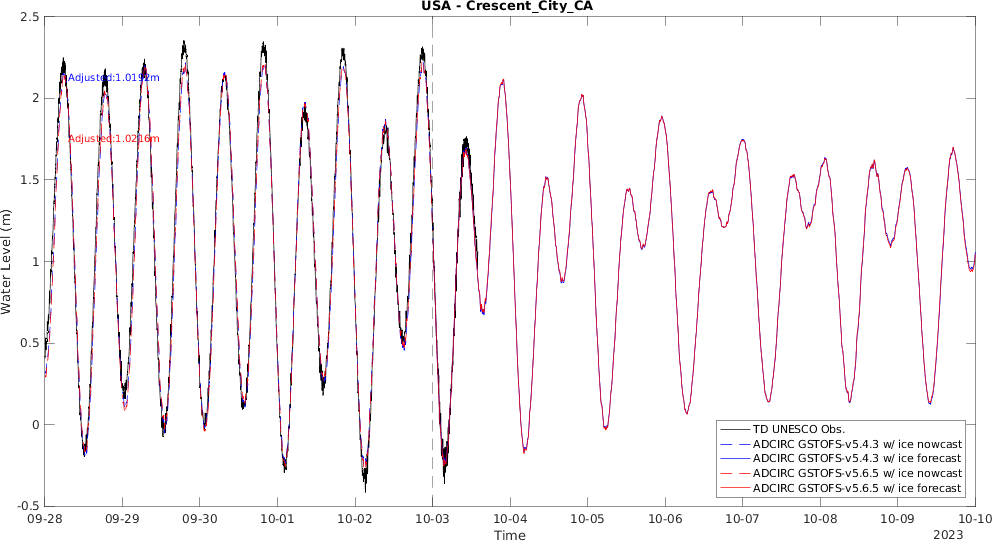 USA - Crescent_City_CA
2.5
2
1.5
1
0.5
0
-0.5
Water Level (m)
Adjusted:1.0192m
Adjusted:1.0216m
TD UNESCO Obs.
ADCIRC GSTOFS-v5.4.3 w/ ice nowcast
ADCIRC GSTOFS-v5.4.3 w/ ice forecast
ADCIRC GSTOFS-v5.6.5 w/ ice nowcast
ADCIRC GSTOFS-v5.6.5 w/ ice forecast
09-28 09-29 09-30 10-01 10-02 10-03 10-04 10-05 10-06 10-07 10-08 10-09 10-10
Time
2023